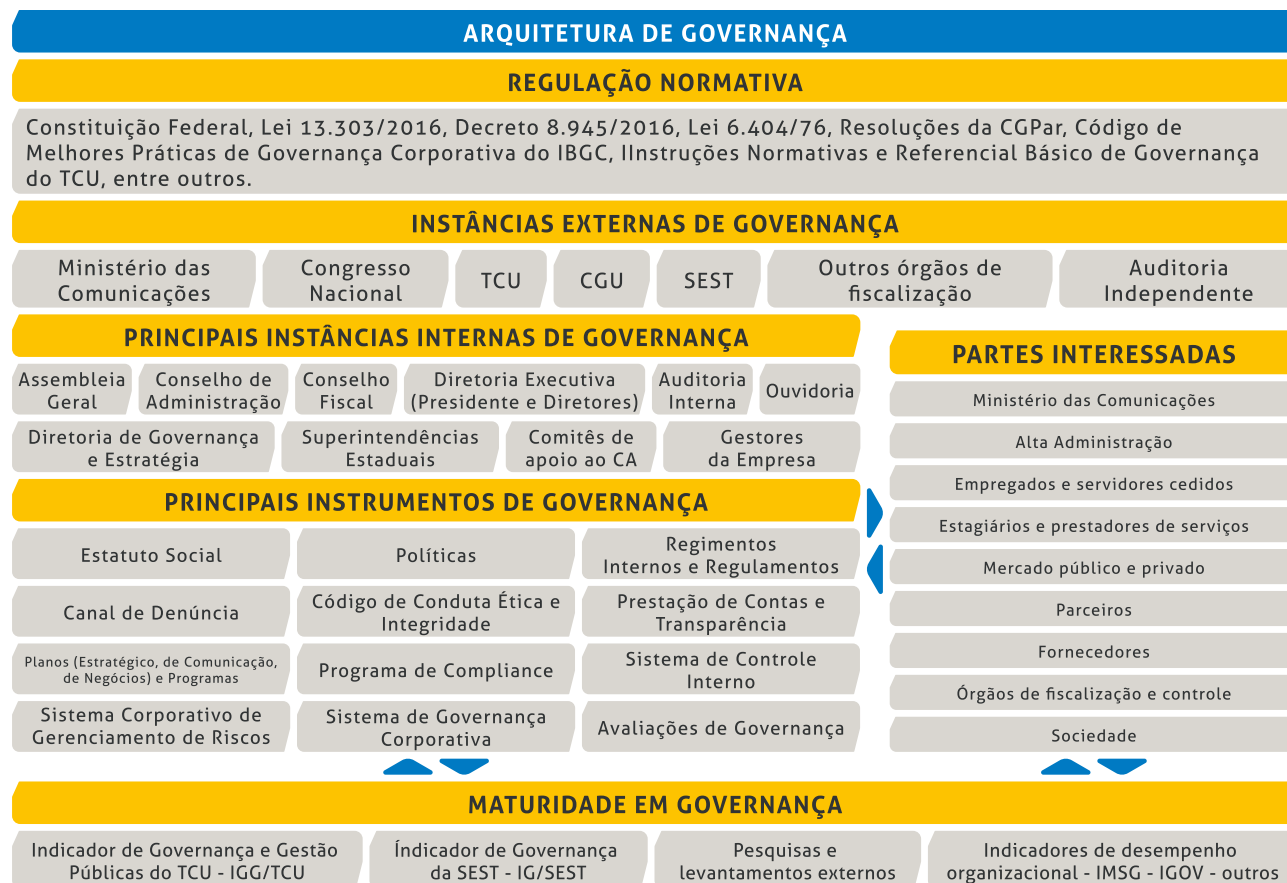 ARQUITETURA DE GOVERNANÇA
REGULAÇÃO NORMATIVA
Constituição Federal, Lei 13.303/2016, Decreto 8.945/2016, Lei 6.404/76, Resoluções da CGPar, Código de
Melhores Práticas de Governança Corporativa do IBGC, IInstruções Normativas e Referencial Básico de Governança
do TCU, entre outros.
INSTÂNCIAS EXTERNAS DE GOVERNANÇA
Ministério das
Comunicações
Congresso
Nacional
TCU
CGU
SEST
Outros órgãos de
fiscalização
Auditoria
Independente
PRINCIPAIS INSTÂNCIAS INTERNAS DE GOVERNANÇA
Assembleia
Geral
Conselho de
Administração
Conselho
Fiscal
Diretoria Executiva
(Presidente e Diretores)
Auditoria
Interna
Ouvidoria
Diretoria de Governança
e Estratégia
Superintendências
Estaduais
Comitês de
apoio ao CA
Gestores
da Empresa
PRINCIPAIS INSTRUMENTOS DE GOVERNANÇA
Estatuto Social
Políticas
Regimentos
Internos e Regulamentos
Canal de Denúncia
Código de Conduta Ética e
Integridade
Prestação de Contas e
Transparência
Planos (Estratégico, de Comunicação,
de Negócios) e Programas
Programa de Compliance
Sistema de Controle
Interno
Sistema Corporativo de
Gerenciamento de Riscos
Sistema de Governança
Corporativa
Avaliações de Governança
PARTES INTERESSADAS
Ministério das Comunicações
Alta Administração
Empregados e servidores cedidos
Estagiários e prestadores de serviços
Mercado público e privado
Parceiros
Fornecedores
Órgãos de fiscalização e controle
Sociedade
MATURIDADE EM GOVERNANÇA
Indicador de Governança e Gestão
Públicas do TCU - IGG/TCU
Índicador de Governança
da SEST - IG/SEST
Pesquisas e
levantamentos externos
Indicadores de desempenho
organizacional - IMSG - IGOV - outros